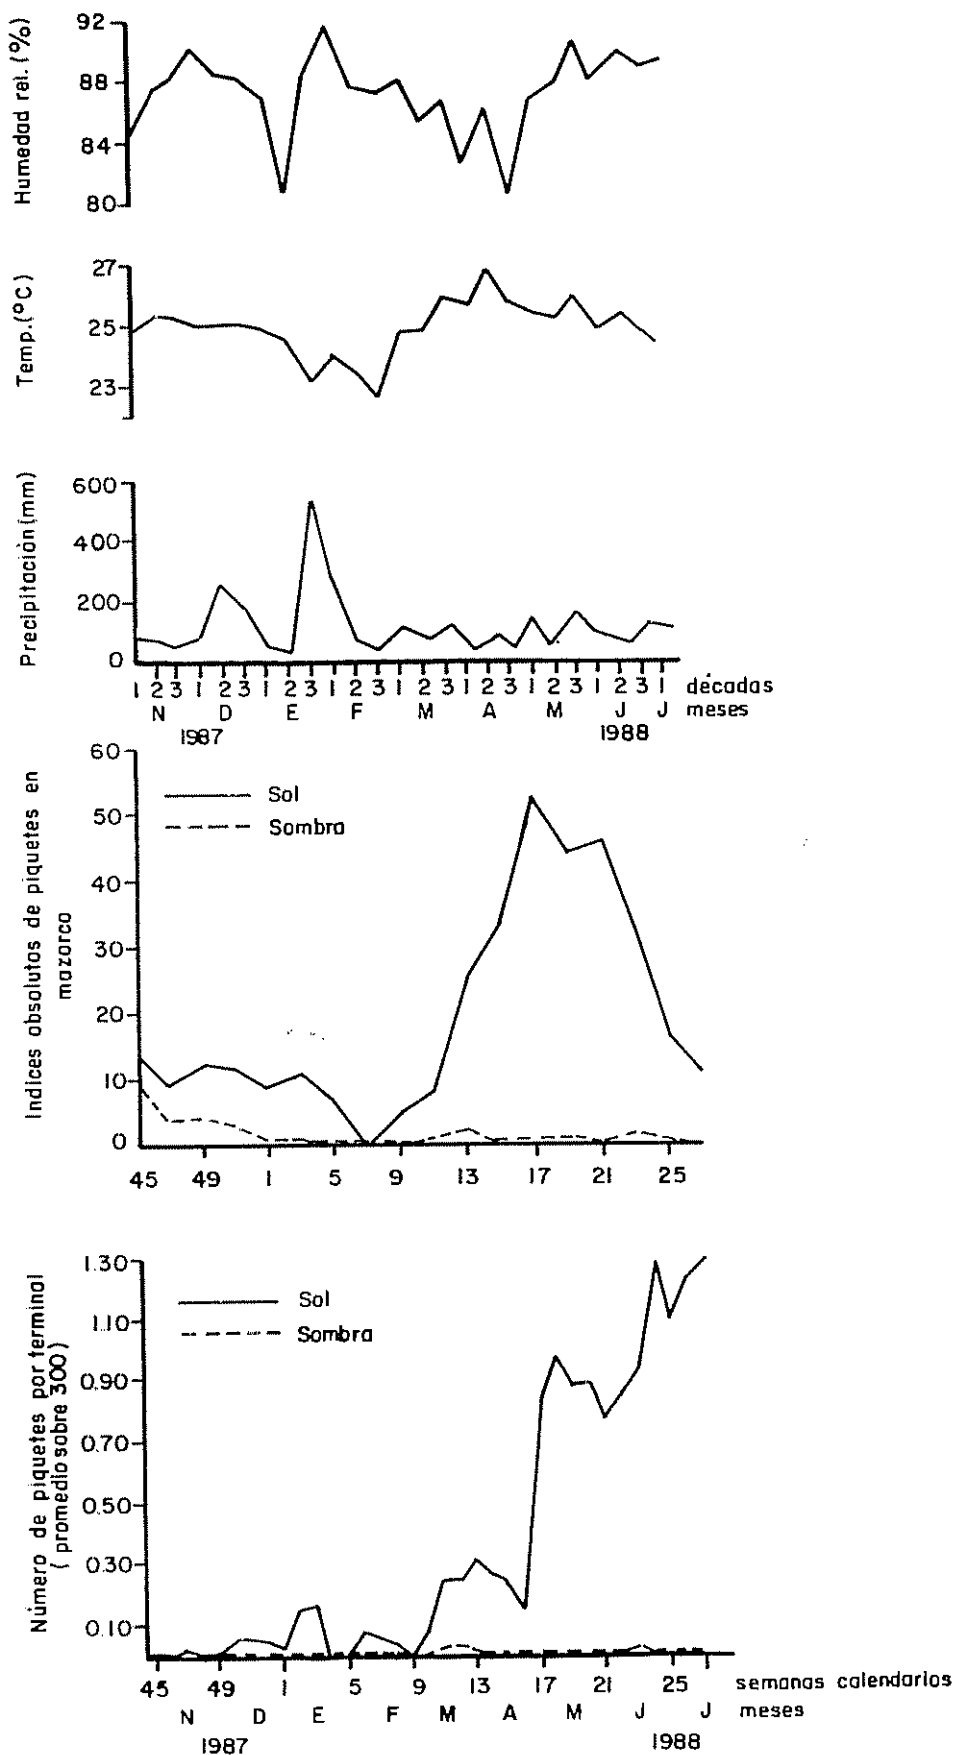 Humedad rel. (%)
92
88
84
80
Temp. (°C)
27
25
23
Precipitación (mm)
600
400
200
0
1 2 3 1 2 3 1 2 3 1 2 3 1 2 3 1 2 3 1 2 3 1 2 3 1 décadas
N D E F M A M J J meses
1987 1988
Indices absolutos de piquetes en
mazorca
60
50
40
30
20
10
0
Sol
Sombra
45 49 1 5 9 13 17 21 25
Número de piquetes por terminal
(promedio sobre 300)
1.30
1.10
0.90
0.70
0.50
0.30
0.10
Sol
Sombra
45 49 1 5 9 13 17 21 25 semanas calendarios
N D E F M A M J J meses
1987 1988